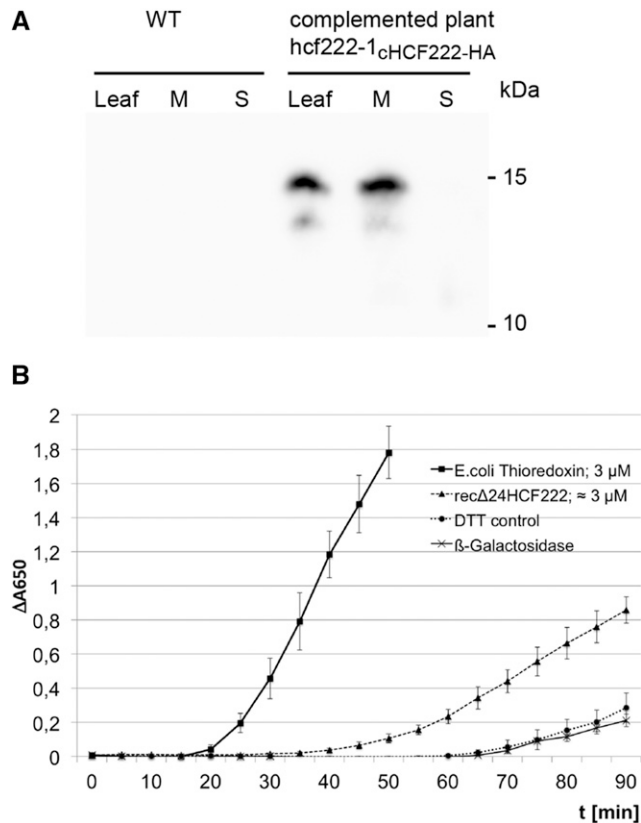 A
WT
complemented plant
hcf222-1cHCF222-HA
Leaf M S Leaf M S kDa
- 15
- 10
B
2
1,8
1,6
1,4
1,2
1
0,8
0,6
0,4
0,2
0
ΔA650
E.coli Thioredoxin; 3 µM
recΔ24HCF222; ≈ 3 µM
DTT control
ß-Galactosidase
0 10 20 30 40 50 60 70 80 90
t [min]